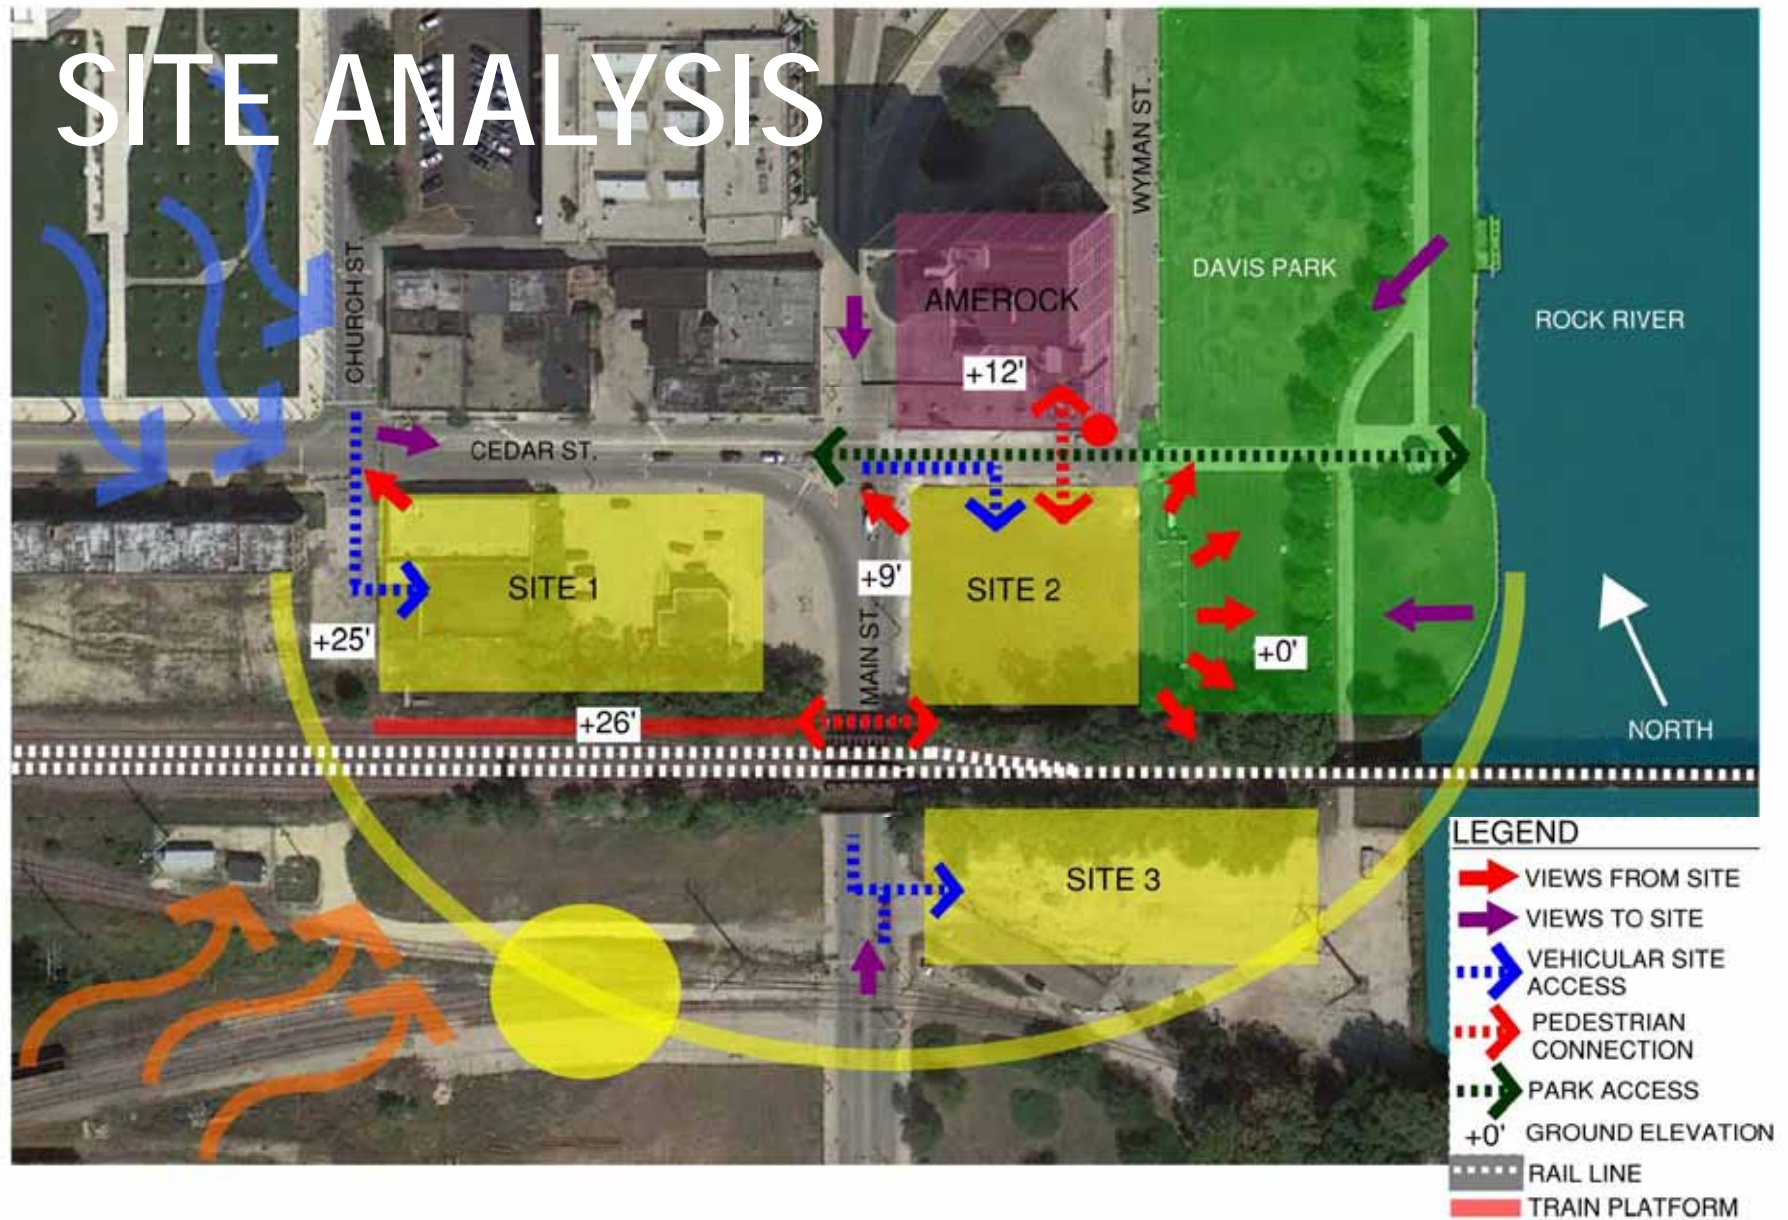 SITE ANALYSIS
WYMAN ST.
CHURCH ST.
DAVIS PARK
AMEROCK
ROCK RIVER
+12'
CEDAR ST.
SITE 1
+9'
SITE 2
MAIN ST.
+25'
+0'
+26'
NORTH
SITE 3
LEGEND
VIEWS FROM SITE
VIEWS TO SITE
VEHICULAR SITE
ACCESS
PEDESTRIAN
CONNECTION
PARK ACCESS
+0' GROUND ELEVATION
RAIL LINE
TRAIN PLATFORM